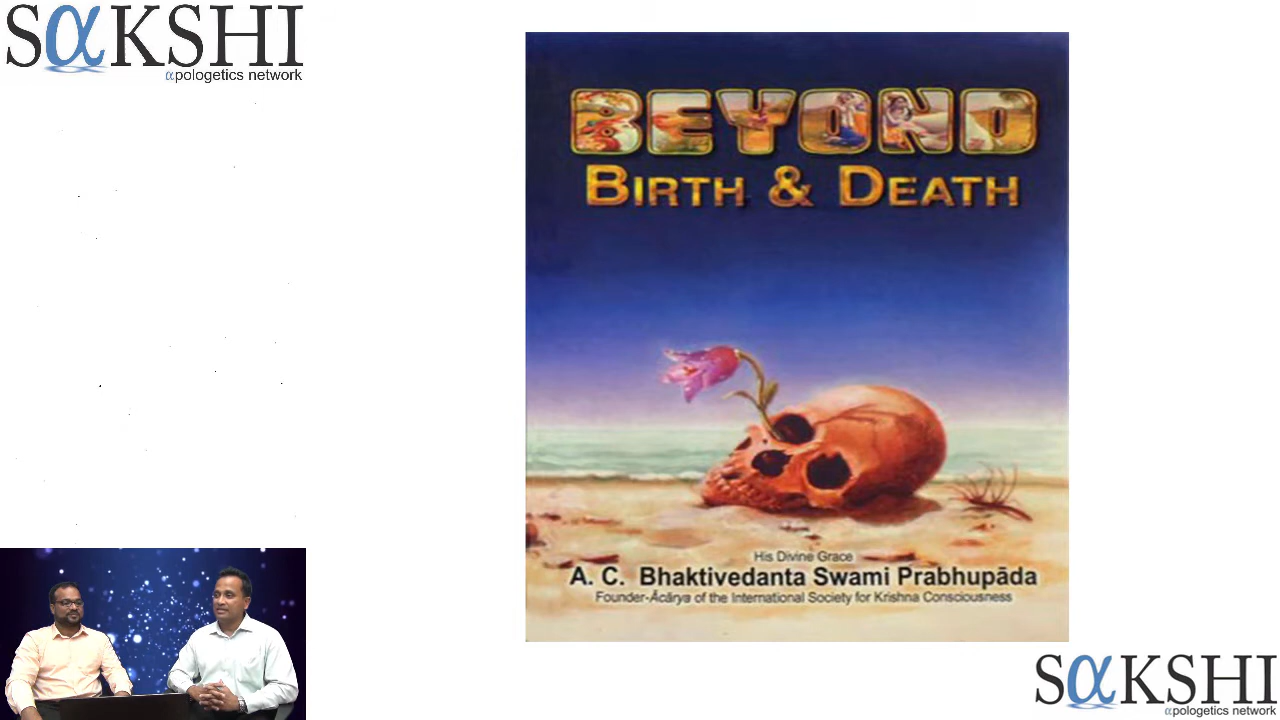 SαKSHI
αpologetics network
BEYOND
BIRTH & DEATH
His Divine Grace
A. C. Bhaktivedanta Swami Prabhupāda
Founder-Ācārya of the International Society for Krishna Consciousness
SαKSHI
αpologetics network